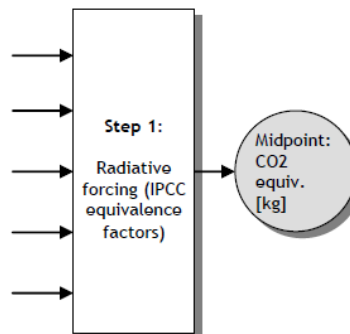 Step 1:
Radiative
forcing (IPCC
equivalence
factors)
Midpoint:
CO2
equiv.
[kg]